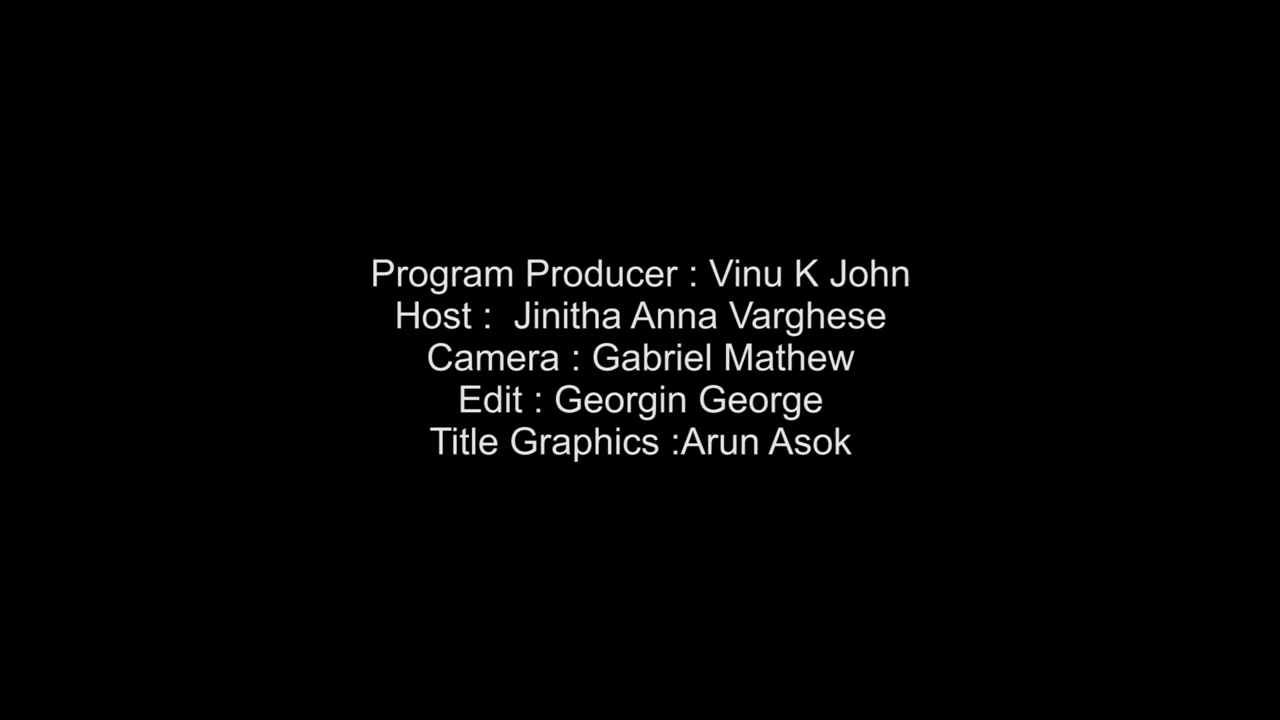 Program Producer : Vinu K John
Host :  Jinitha Anna Varghese
Camera : Gabriel Mathew
Edit : Georgin George
Title Graphics :Arun Asok